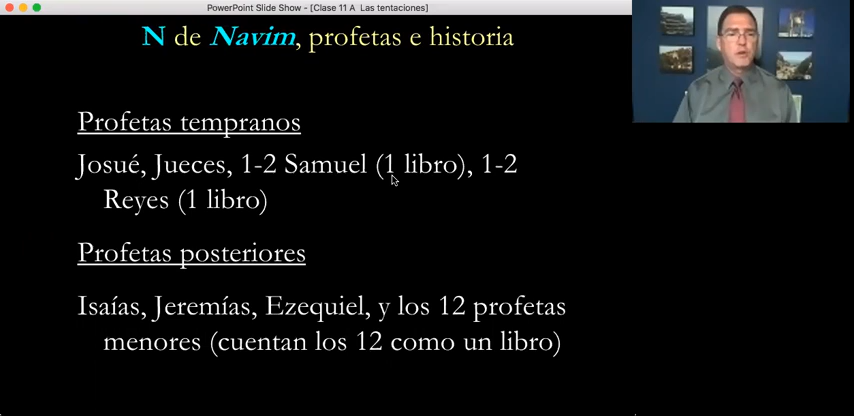 PowerPoint Slide Show - [Clase 11 A  Las tentaciones]
N de Navim, profetas e historia
Profetas tempranos
Josué, Jueces, 1-2 Samuel (1 libro), 1-2
Reyes (1 libro)
Profetas posteriores
Isaías, Jeremías, Ezequiel, y los 12 profetas
menores (cuentan los 12 como un libro)